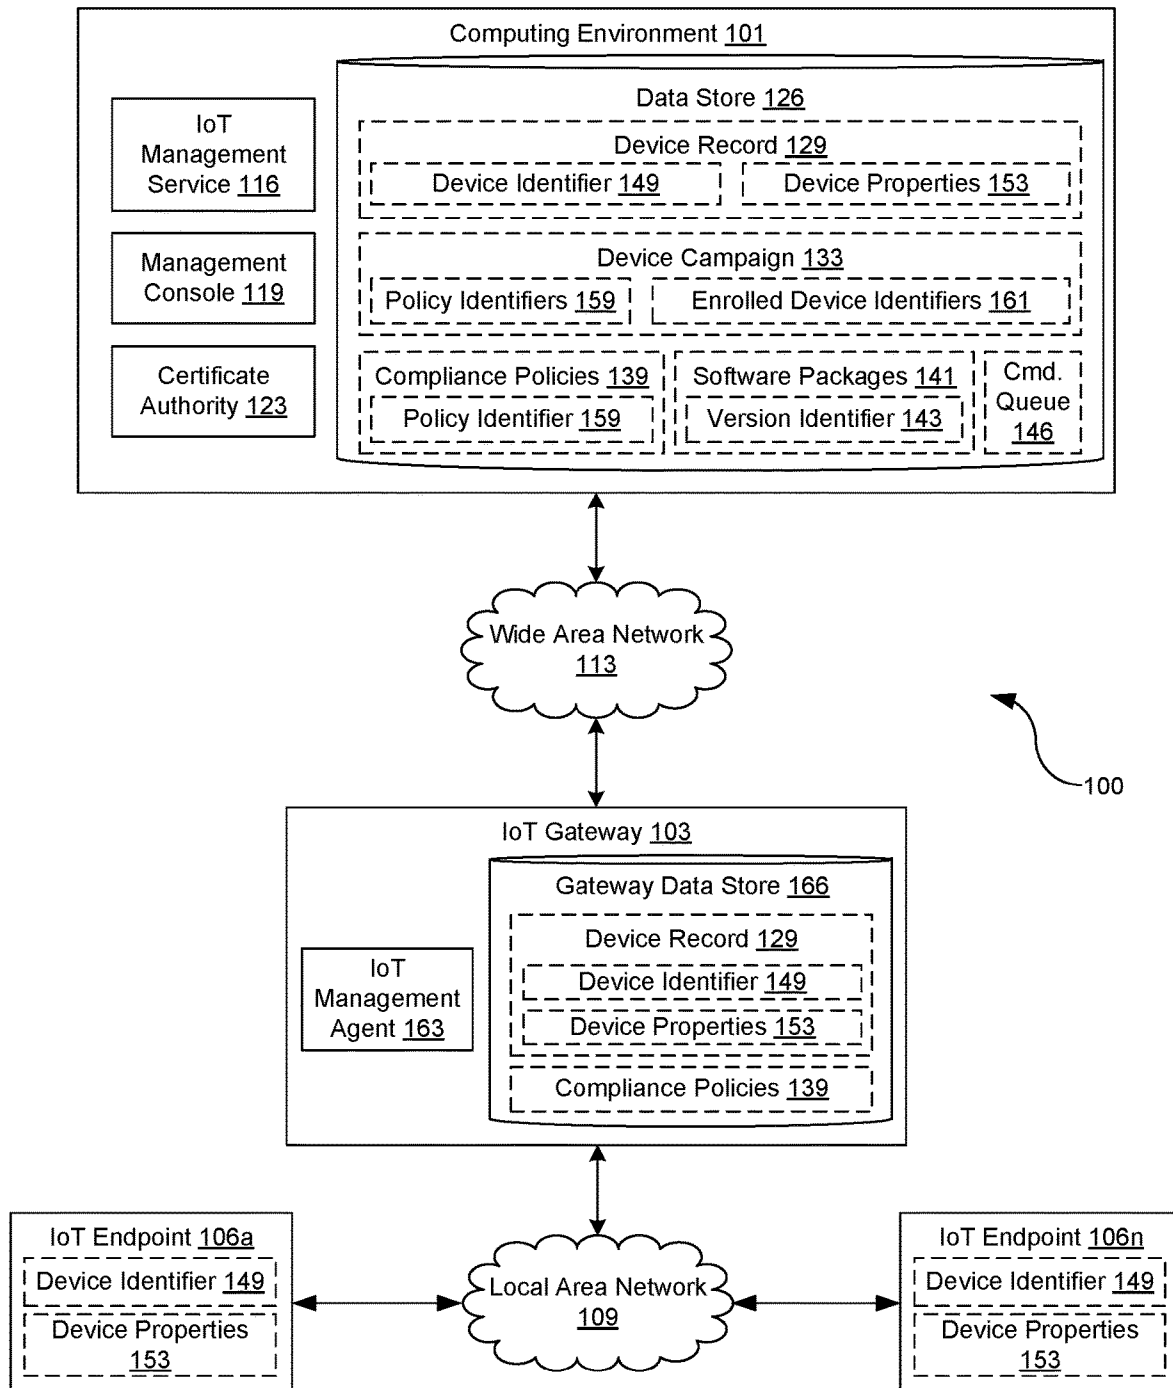 Computing Environment 101
IoT
Management
Service 116
Management
Console 119
Certificate
Authority 123
Data Store 126
Device Record 129
Device Identifier 149
Device Properties 153
Device Campaign 133
Policy Identifiers 159
Enrolled Device Identifiers 161
Compliance Policies 139
Policy Identifier 159
Software Packages 141
Version Identifier 143
Cmd.
Queue
146
Wide Area Network
113
100
IoT Gateway 103
IoT
Management
Agent 163
Gateway Data Store 166
Device Record 129
Device Identifier 149
Device Properties 153
Compliance Policies 139
IoT Endpoint 106a
Device Identifier 149
Device Properties
153
Local Area Network
109
IoT Endpoint 106n
Device Identifier 149
Device Properties
153